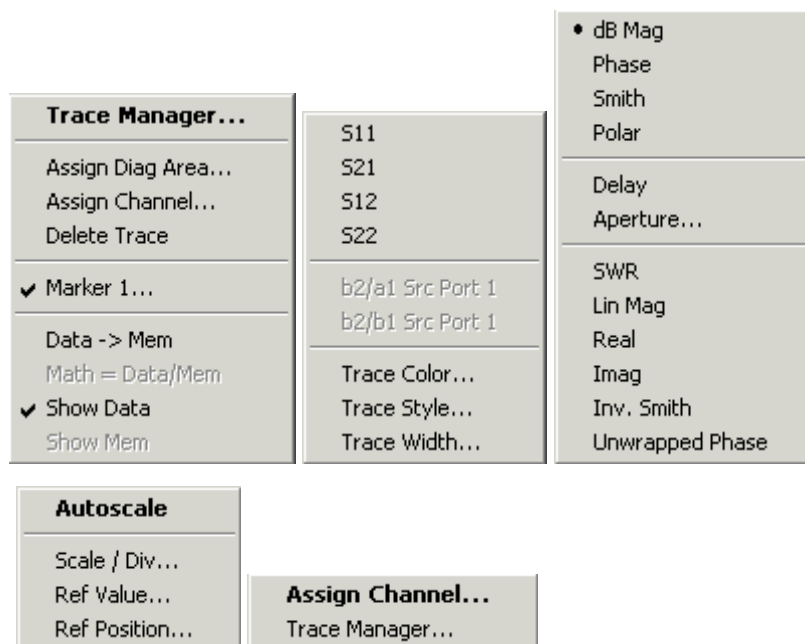 Trace Manager...
Assign Diag Area...
Assign Channel...
Delete Trace
Marker 1...
Data -> Mem
Math = Data/Mem
Show Data
Show Mem
S11
S21
S12
S22
b2/a1 Src Port 1
b2/b1 Src Port 1
Trace Color...
Trace Style...
Trace Width...
dB Mag
Phase
Smith
Polar
Delay
Aperture...
SWR
Lin Mag
Real
Imag
Inv. Smith
Unwrapped Phase
Autoscale
Scale / Div...
Ref Value...
Ref Position...
Assign Channel...
Trace Manager...